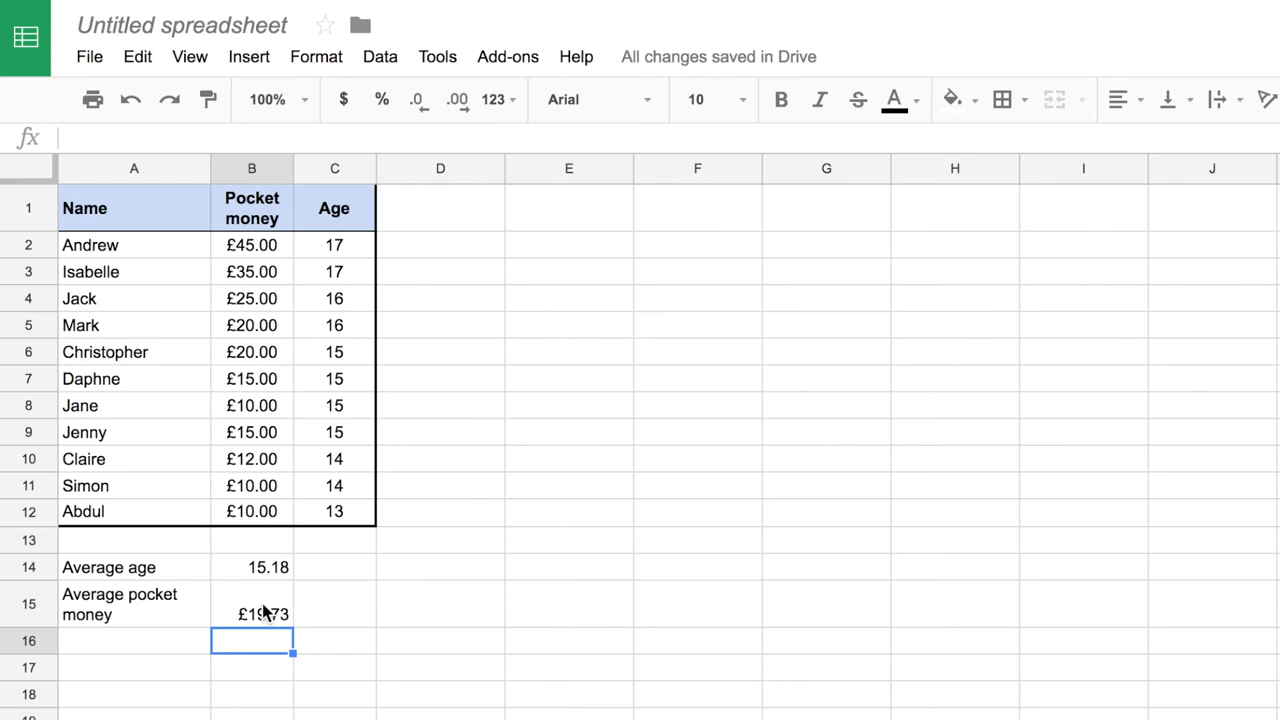 Untitled spreadsheet
File Edit View Insert Format Data Tools Add-ons Help All changes saved in Drive
100% $ % .0 .00 123 Arial 10 B I S A
fx
A B C D E F G H I J
1 Name Pocket money Age
2 Andrew £45.00 17
3 Isabelle £35.00 17
4 Jack £25.00 16
5 Mark £20.00 16
6 Christopher £20.00 15
7 Daphne £15.00 15
8 Jane £10.00 15
9 Jenny £15.00 15
10 Claire £12.00 14
11 Simon £10.00 14
12 Abdul £10.00 13
13
14 Average age 15.18
15 Average pocket money £19.73
16
17
18
19